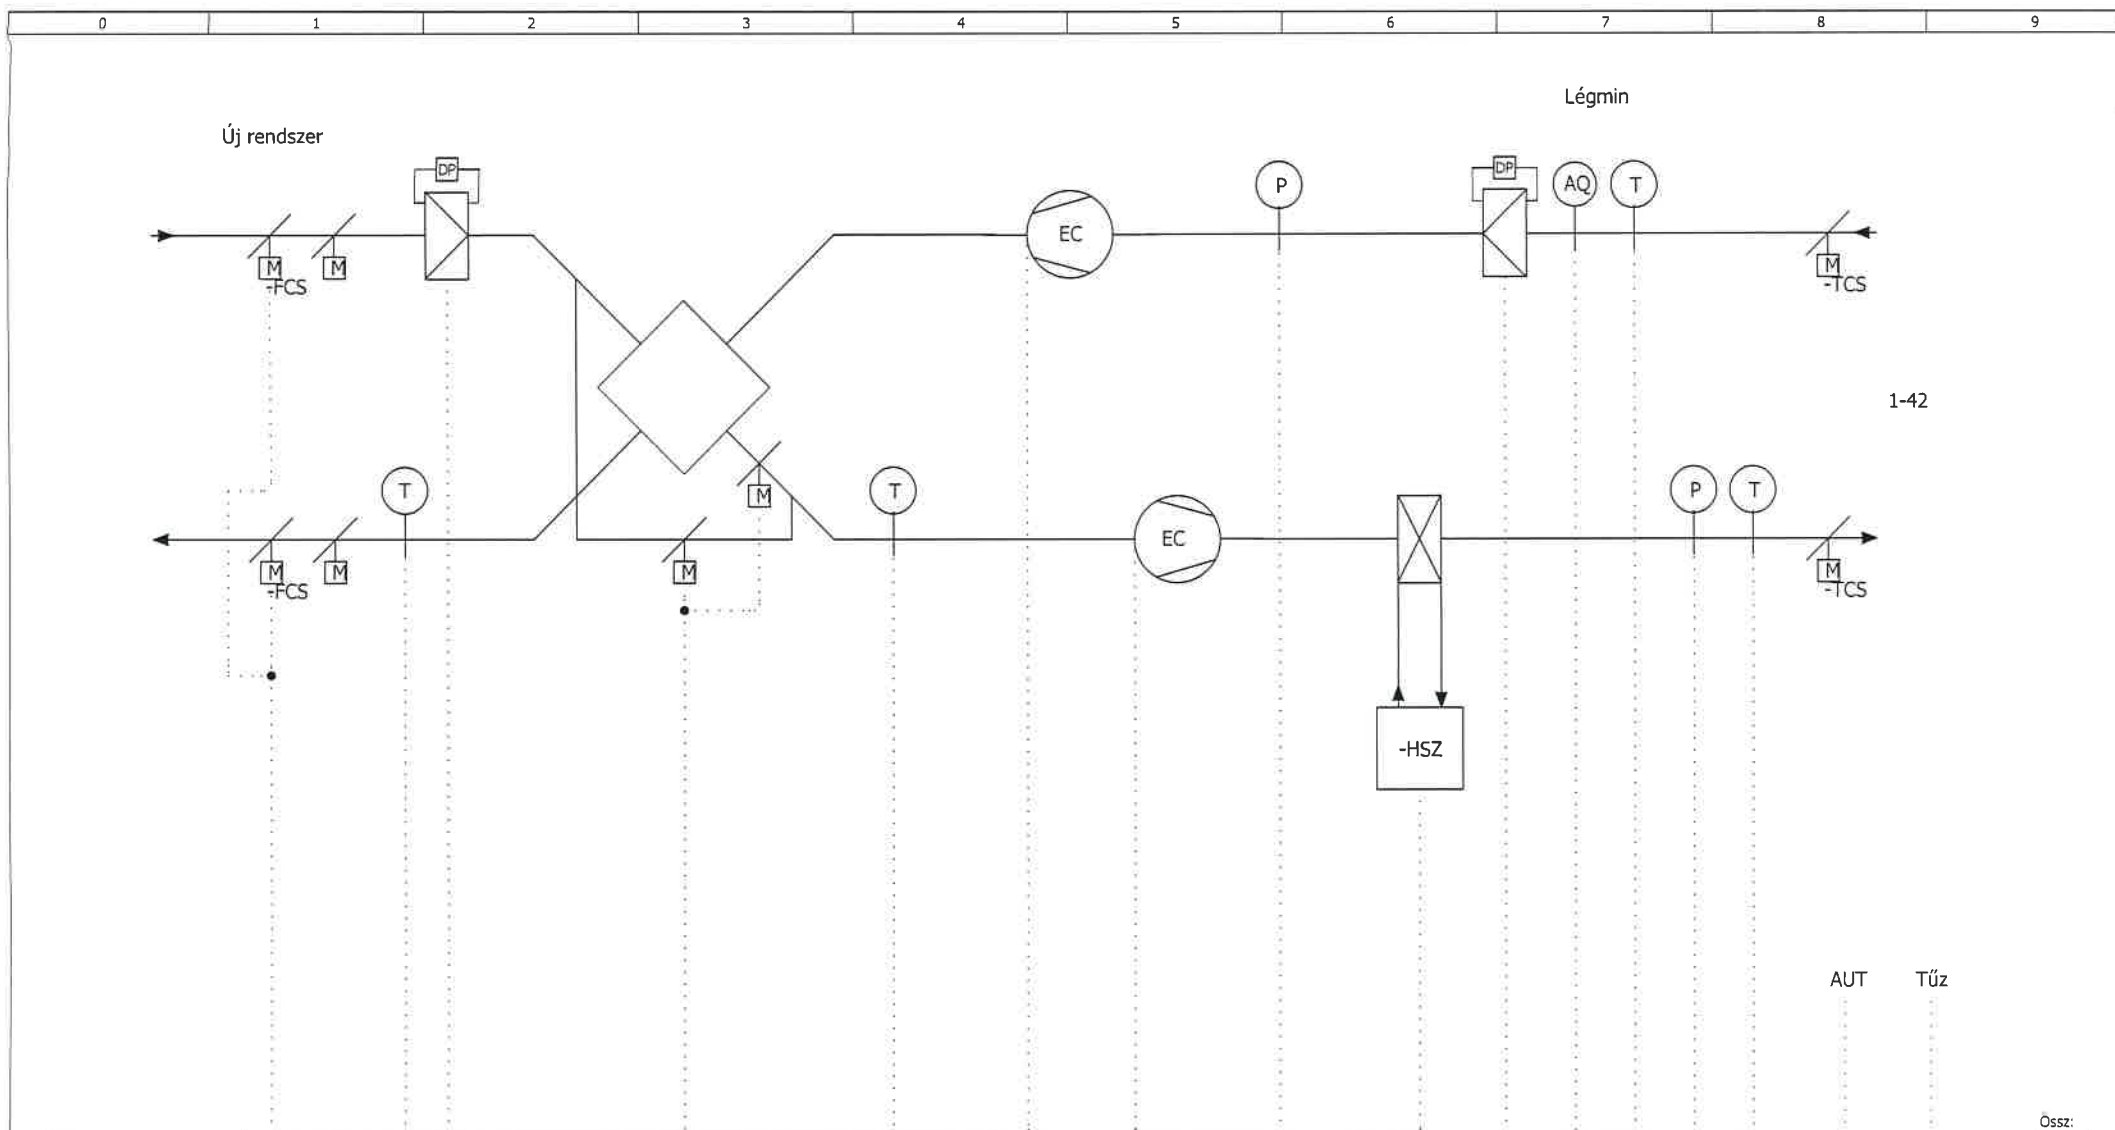 0 1 2 3 4 5 6 7 8 9
Légmin
Új rendszer
DP DP
P AQ T
EC
M M M
-FCS -TCS
1-42
T M T P T
EC
M M M M
-FCS -TCS
-HSZ
AUT Tűz
Össz: